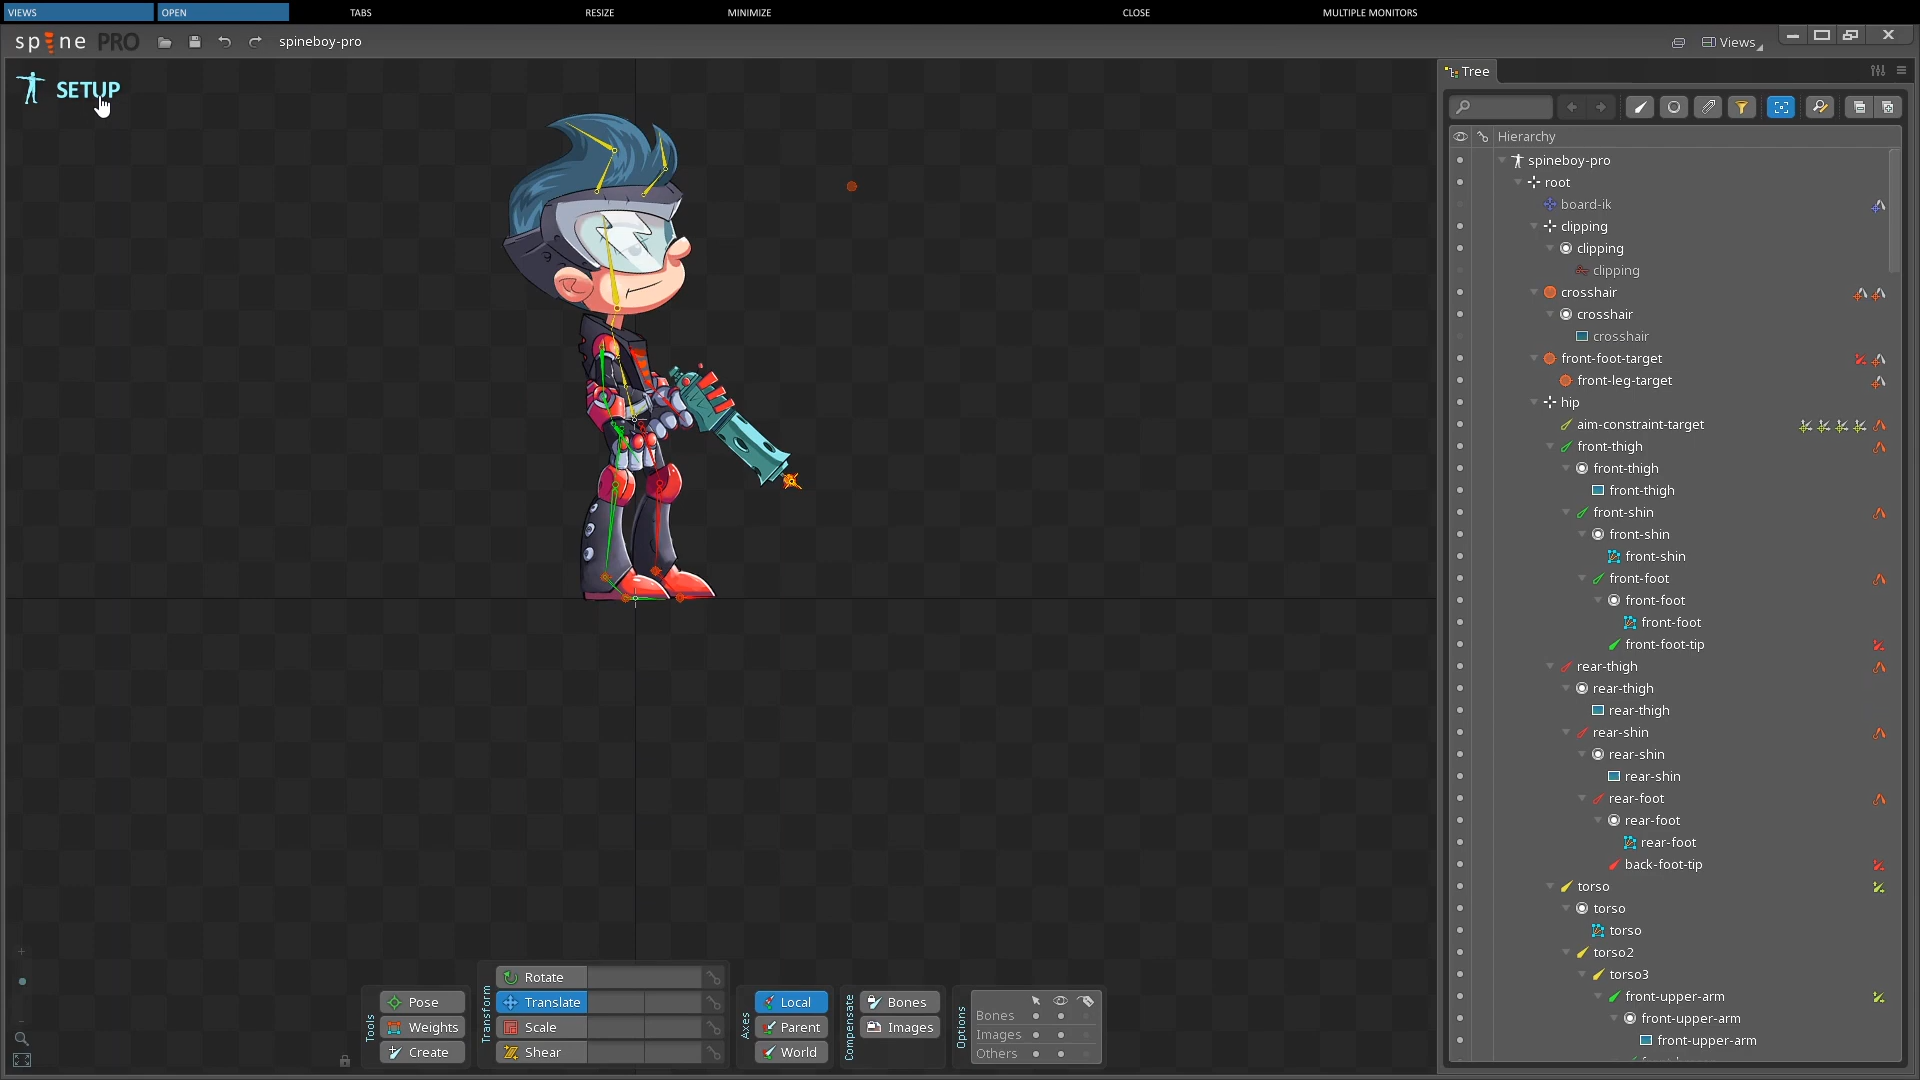 VIEWS OPEN TABS RESIZE MINIMIZE CLOSE MULTIPLE MONITORS
spine PRO spineboy-pro Views
SETUP
Tree
Hierarchy
spineboy-pro
root
board-ik
clipping
clipping
clipping
crosshair
crosshair
crosshair
front-foot-target
front-leg-target
hip
aim-constraint-target
front-thigh
front-thigh
front-thigh
front-shin
front-shin
front-shin
front-foot
front-foot
front-foot
front-foot-tip
rear-thigh
rear-thigh
rear-thigh
rear-shin
rear-shin
rear-shin
rear-foot
rear-foot
rear-foot
back-foot-tip
torso
torso
torso
torso2
torso3
front-upper-arm
front-upper-arm
front-upper-arm
Tools
Pose
Weights
Create
Transform
Rotate
Translate
Scale
Shear
Axes
Local
Parent
World
Compensate
Bones
Images
Options
Bones
Images
Others